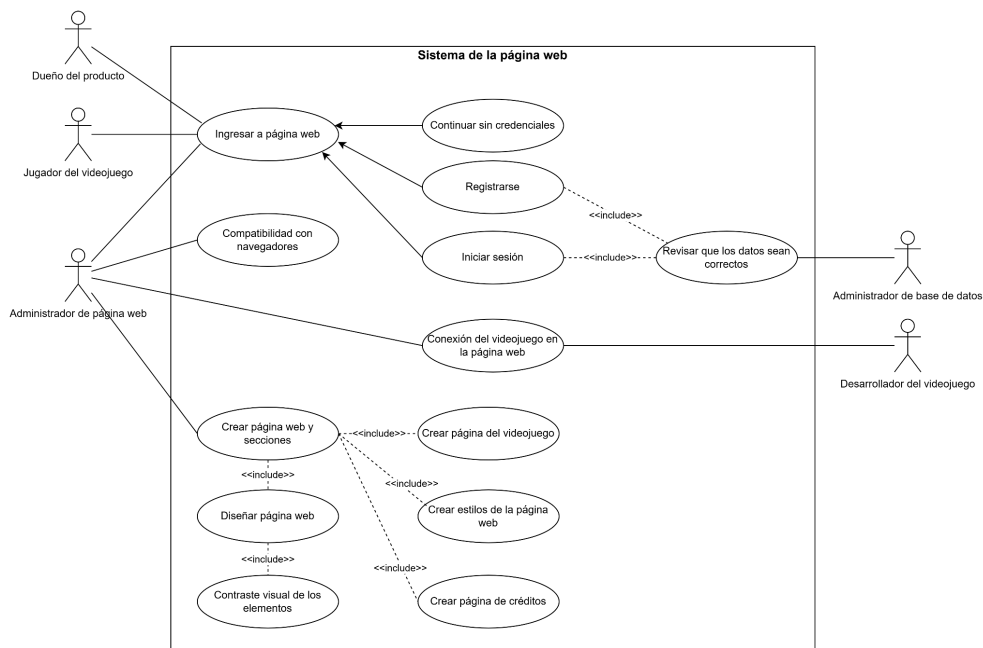 Sistema de la página web
Dueño del producto
Ingresar a página web
Continuar sin credenciales
Jugador del videojuego
Registrarse
<<include>>
Compatibilidad con
navegadores
Iniciar sesión
<<include>>
Revisar que los datos sean
correctos
Administrador de base de datos
Administrador de página web
Conexión del videojuego en
la página web
Desarrollador del videojuego
Crear página web y
secciones
<<include>>
Crear página del videojuego
<<include>>
<<include>>
Diseñar página web
Crear estilos de la página
web
<<include>>
<<include>>
Contraste visual de los
elementos
Crear página de créditos